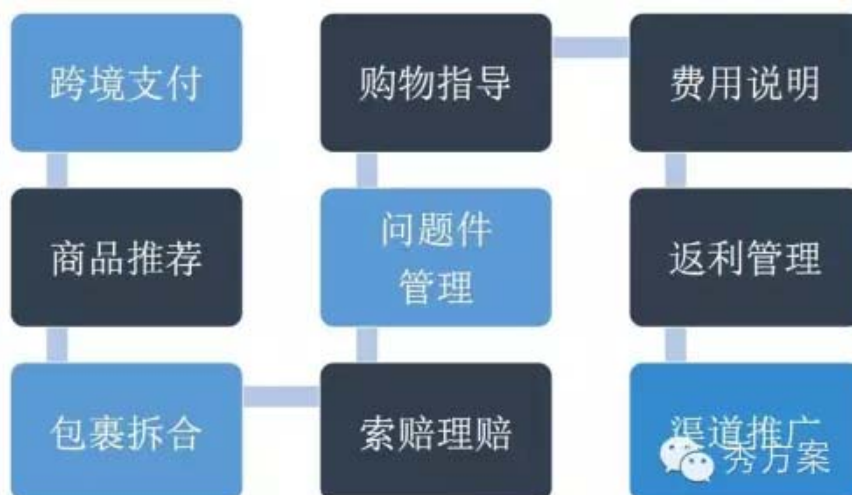 跨境支付
购物指导
费用说明
商品推荐
问题件
管理
返利管理
包裹拆合
索赔理赔
渠道推广
秀方案